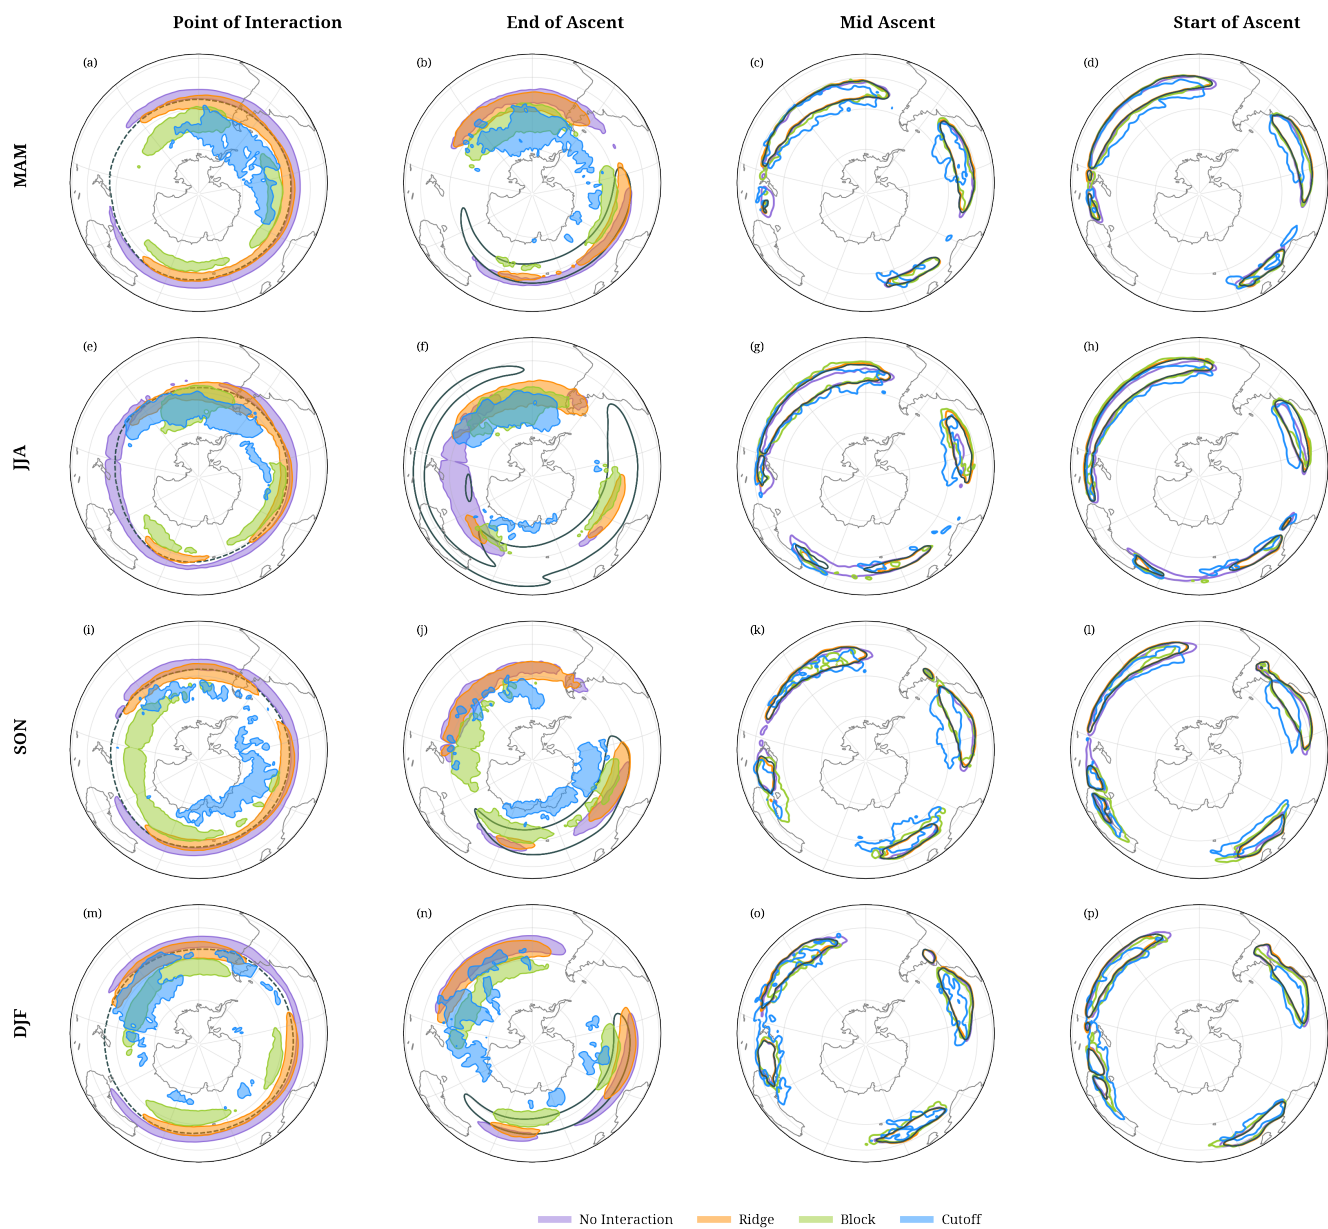 Point of Interaction End of Ascent Mid Ascent Start of Ascent
MAM (a) (b) (c) (d)
JJA (e) (f) (g) (h)
SON (i) (j) (k) (l)
DJF (m) (n) (o) (p)
No Interaction Ridge Block Cutoff